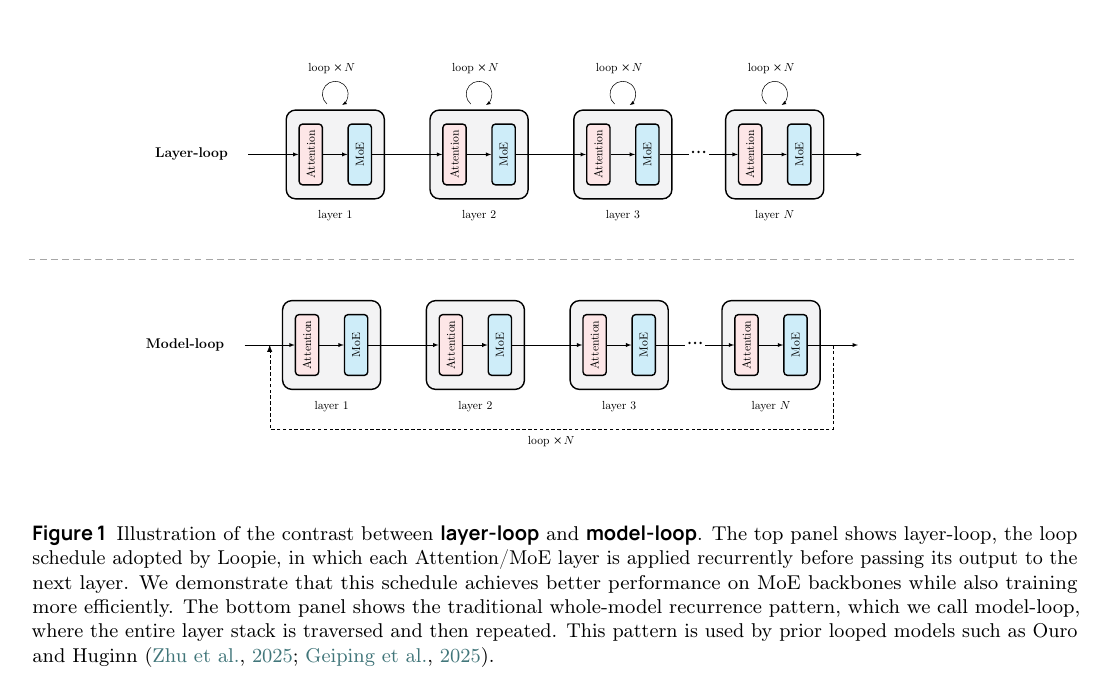 loop × N loop × N loop × N loop × N
Layer-loop Attention MoE Attention MoE Attention MoE ... Attention MoE
layer 1 layer 2 layer 3 layer N
Model-loop Attention MoE Attention MoE Attention MoE ... Attention MoE
layer 1 layer 2 layer 3 layer N
loop × N
Figure 1 Illustration of the contrast between layer-loop and model-loop. The top panel shows layer-loop, the loop
schedule adopted by Loopie, in which each Attention/MoE layer is applied recurrently before passing its output to the
next layer. We demonstrate that this schedule achieves better performance on MoE backbones while also training
more efficiently. The bottom panel shows the traditional whole-model recurrence pattern, which we call model-loop,
where the entire layer stack is traversed and then repeated. This pattern is used by prior looped models such as Ouro
and Huginn (Zhu et al., 2025; Geiping et al., 2025).